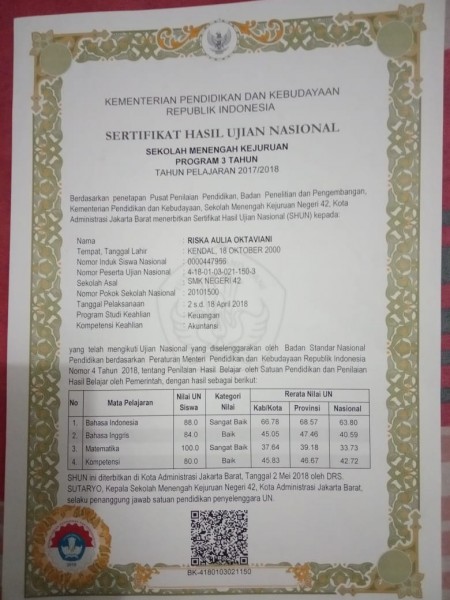 KEMENTERIAN PENDIDIKAN DAN KEBUDAYAAN
REPUBLIK INDONESIA
SERTIFIKAT HASIL UJIAN NASIONAL
SEKOLAH MENENGAH KEJURUAN
PROGRAM 3 TAHUN
TAHUN PELAJARAN 2017/2018
Berdasarkan penetapan Pusat Penilaian Pendidikan, Badan Penelitian dan Pengembangan,
Kementerian Pendidikan dan Kebudayaan, Sekolah Menengah Kejuruan Negeri 42, Kota
Administrasi Jakarta Barat menerbitkan Sertifikat Hasil Ujian Nasional (SHUN) kepada:
Nama : RISKA AULIA OKTAVIANI
Tempat, Tanggal Lahir : KENDAL, 18 OKTOBER 2000
Nomor Induk Siswa Nasional : 0000447950
Nomor Peserta Ujian Nasional : 4-18-01-03-021-150-3
Sekolah Asal : SMK NEGERI 42
Nomor Pokok Sekolah Nasional : 20101500
Tanggal Pelaksanaan : 2 s.d. 18 April 2018
Program Studi Keahlian : Keuangan
Kompetensi Keahlian : Akuntansi
yang telah mengikuti Ujian Nasional yang diselenggarakan oleh Badan Standar Nasional
Pendidikan berdasarkan Peraturan Menteri Pendidikan dan Kebudayaan Republik Indonesia
Nomor 4 Tahun 2018, tentang Penilaian Hasil Belajar oleh Satuan Pendidikan dan Penilaian
Hasil Belajar oleh Pemerintah, dengan hasil sebagai berikut:
No Mata Pelajaran Nilai UN Siswa Kategori Nilai Rerata Nilai UN
Kab/Kota Provinsi Nasional
1. Bahasa Indonesia 88.0 Sangat Baik 66.78 68.57 63.80
2. Bahasa Inggris 84.0 Baik 45.05 47.46 40.59
3. Matematika 100.0 Sangat Baik 37.64 39.18 33.73
4. Kompetensi 80.0 Baik 45.83 46.67 42.72
SHUN ini diterbitkan di Kota Administrasi Jakarta Barat, Tanggal 2 Mei 2018 oleh DRS.
SUTARYO, Kepala Sekolah Menengah Kejuruan Negeri 42, Kota Administrasi Jakarta Barat,
selaku penanggung jawab satuan pendidikan penyelenggara UN.
BK-4180103021150